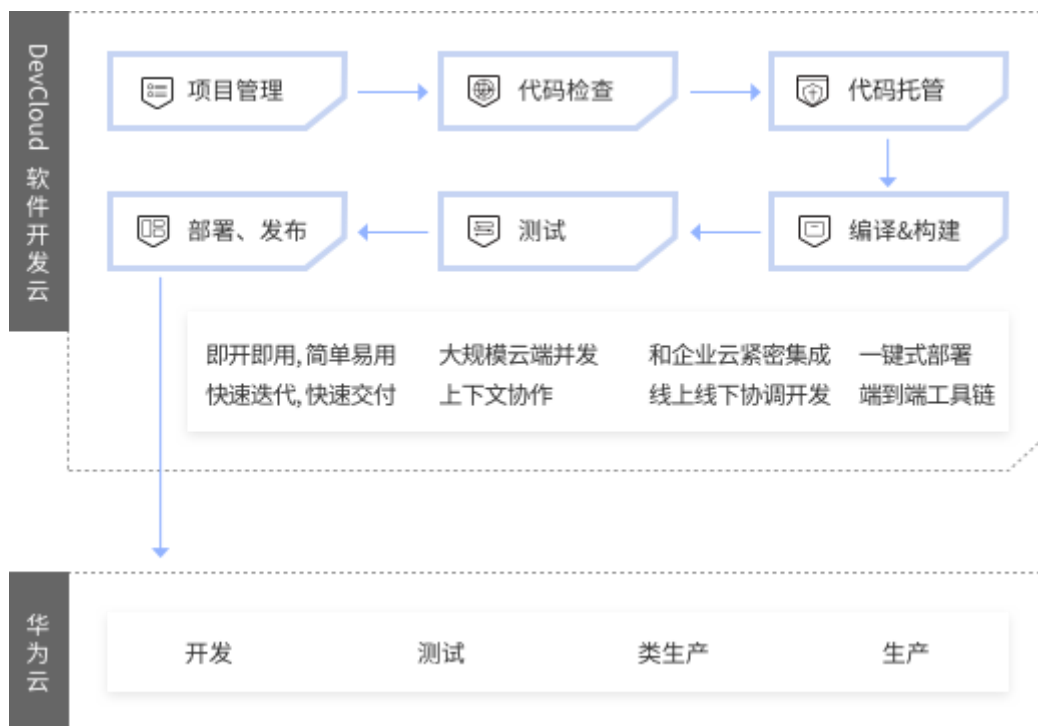 DevCloud 软件开发云
项目管理
代码检查
代码托管
部署、发布
测试
编译&构建
即开即用, 简单易用
大规模云端并发
和企业云紧密集成
一键式部署
快速迭代, 快速交付
上下文协作
线上线下协调开发
端到端工具链
华为云
开发
测试
类生产
生产